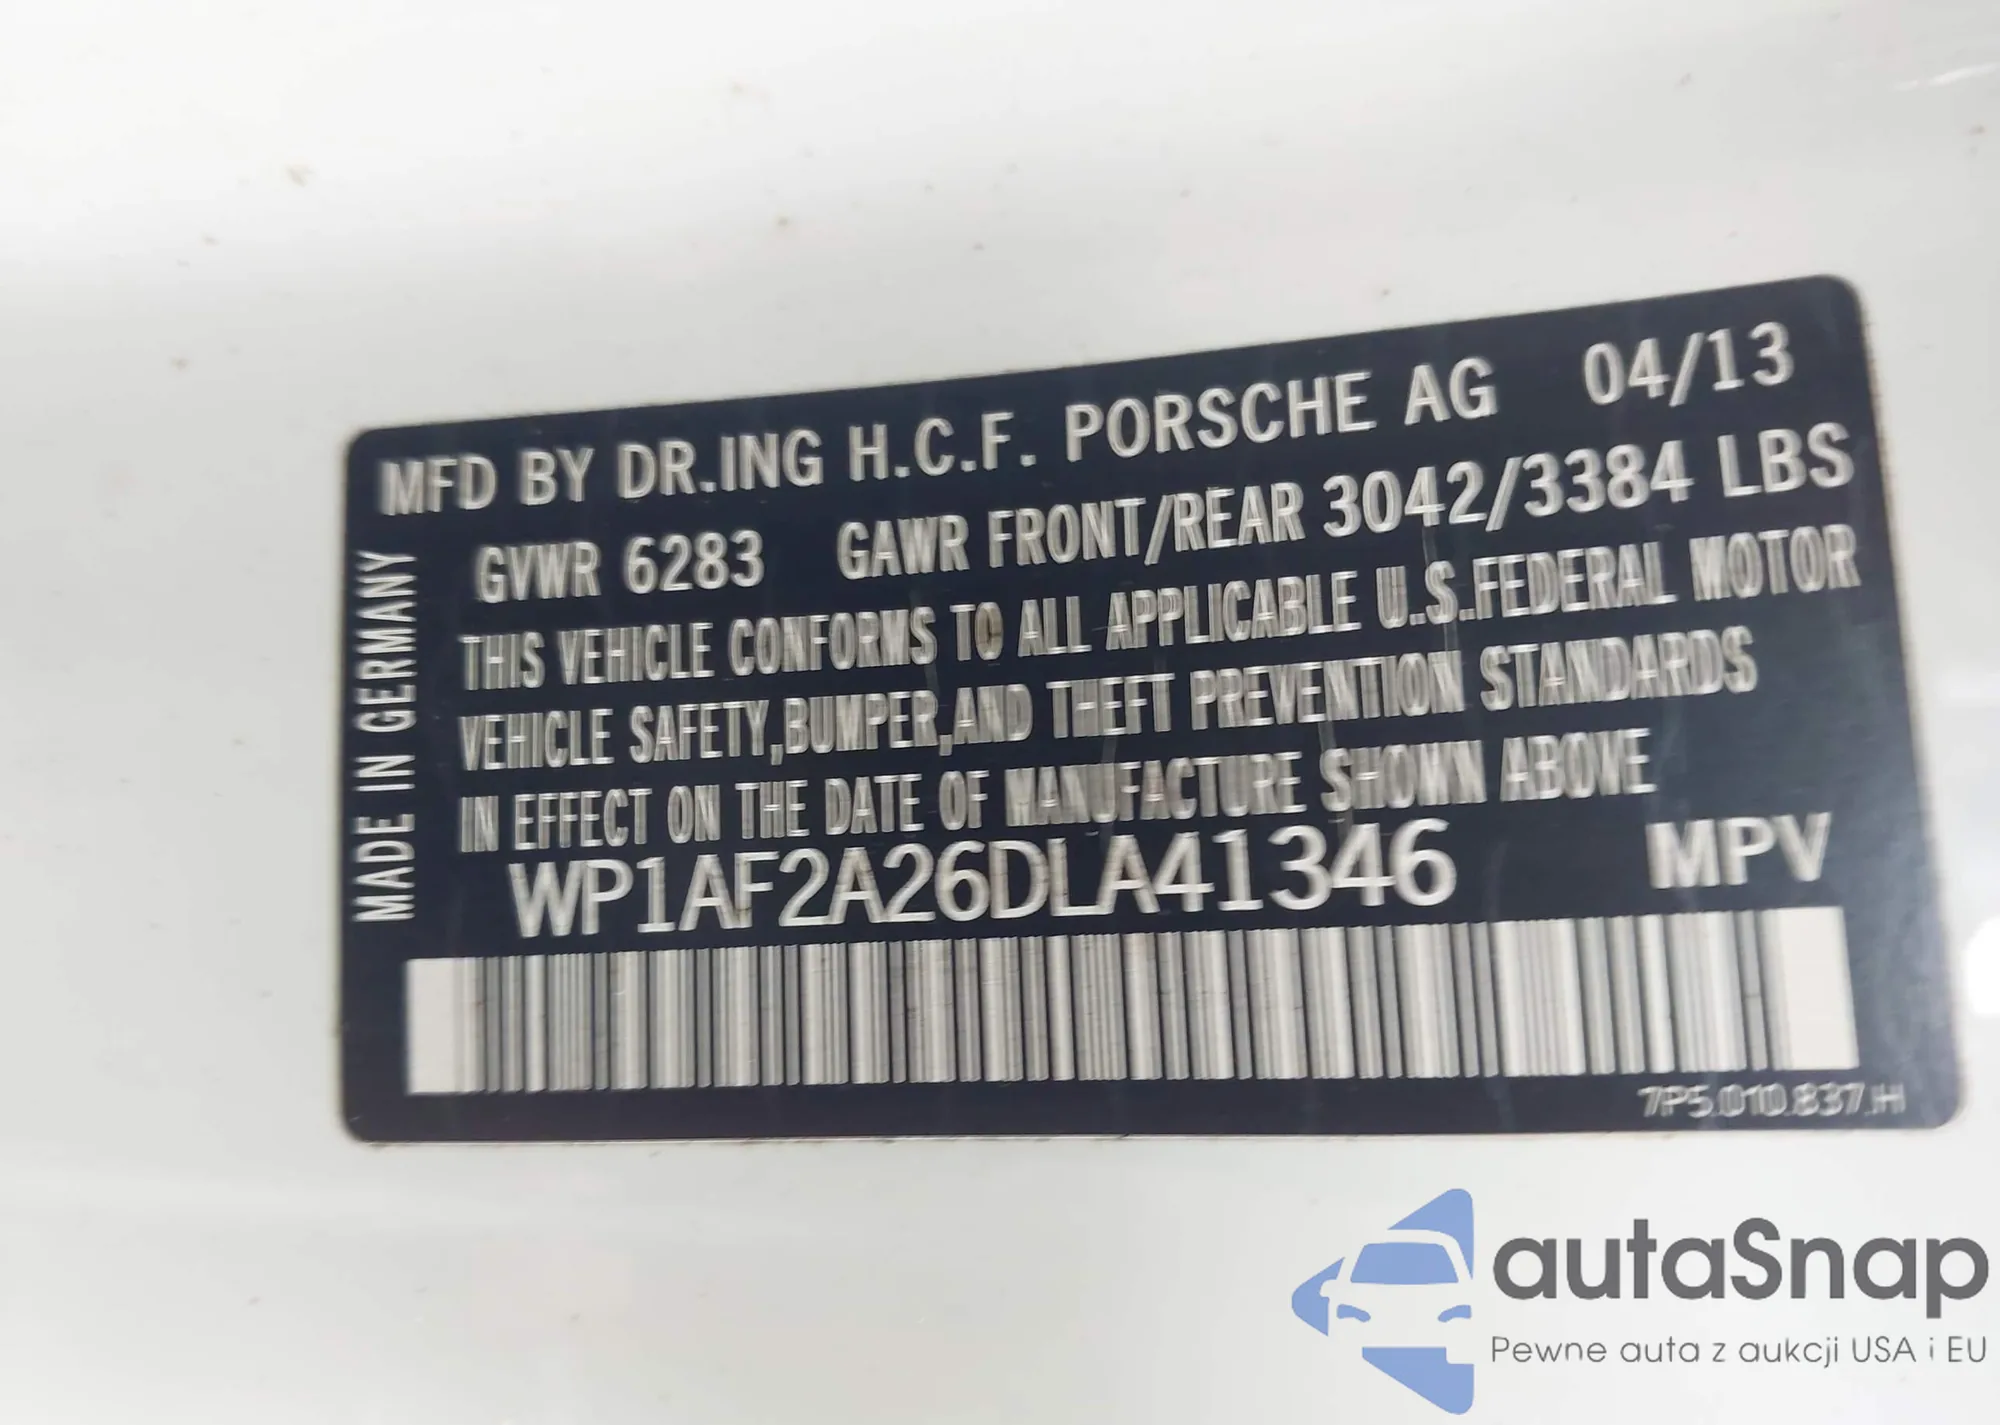 MFD BY DR.ING H.C.F. PORSCHE AG 04/13
GVWR 6283 GAWR FRONT/REAR 3042/3384 LBS
THIS VEHICLE CONFORMS TO ALL APPLICABLE U.S.FEDERAL MOTOR
VEHICLE SAFETY,BUMPER,AND THEFT PREVENTION STANDARDS
IN EFFECT ON THE DATE OF MANUFACTURE SHOWN ABOVE
WP1AF2A26DLA41346 MPV
MADE IN GERMANY
7P5.010.837.H
autaSnap
Pewne auta z aukcji USA i EU